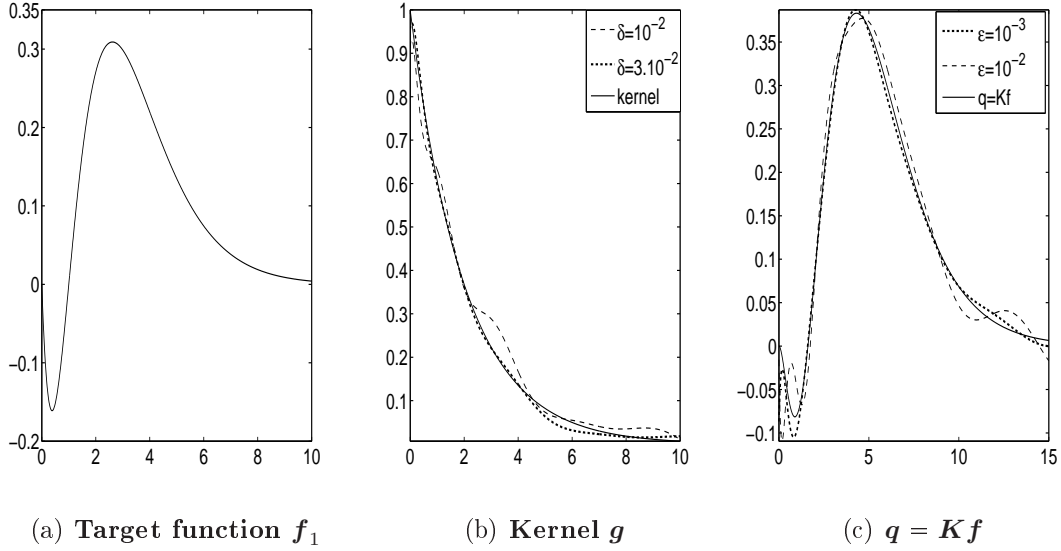 0.35
0.3
0.2
0.1
0
−0.1
−0.2
0 2 4 6 8 10
1
0.9
0.8
0.7
0.6
0.5
0.4
0.3
0.2
0.1
0 2 4 6 8 10
δ=10⁻²
δ=3.10⁻²
kernel
0.35
0.3
0.25
0.2
0.15
0.1
0.05
0
−0.05
−0.1
0 5 10 15
ε=10⁻³
ε=10⁻²
q=Kf
(a) Target function f₁
(b) Kernel g
(c) q = Kf